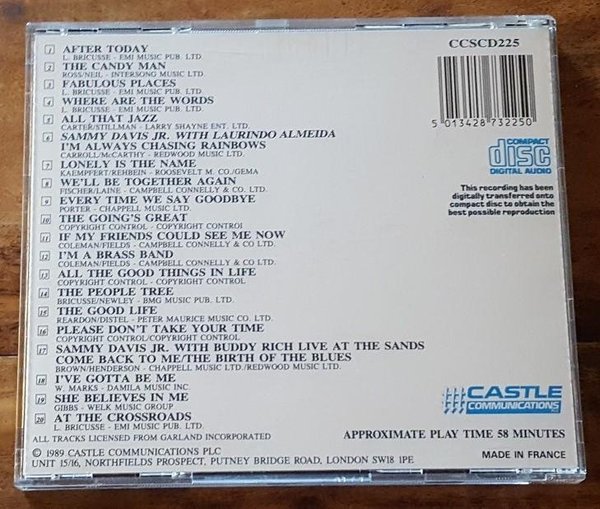 1 AFTER TODAY
L. BRICUSSE - EMI MUSIC PUB. LTD.
2 THE CANDY MAN
ROSS/NEIL - INTERSONG MUSIC LTD
3 FABULOUS PLACES
L. BRICUSSE - EMI MUSIC PUB. LTD.
4 WHERE ARE THE WORDS
L. BRICUSSE - EMI MUSIC PUB. LTD.
5 ALL THAT JAZZ
CARTER/STILLMAN - LARRY SHAYNE ENT. LTD.
6 SAMMY DAVIS JR. WITH LAURINDO ALMEIDA
I'M ALWAYS CHASING RAINBOWS
CARROLL/McCARTHY - REDWOOD MUSIC LTD.
7 LONELY IS THE NAME
KAEMPFERT/REHBEIN - ROOSEVELT M. CO./GEMA
8 WE'LL BE TOGETHER AGAIN
FISCHER/LAINE - CAMPBELL CONNELLY & CO LTD.
9 EVERY TIME WE SAY GOODBYE
PORTER - CHAPPELL MUSIC LTD.
10 THE GOING'S GREAT
COPYRIGHT CONTROL - COPYRIGHT CONTROL
11 IF MY FRIENDS COULD SEE ME NOW
COLEMAN/FIELDS - CAMPBELL CONNELLY & CO LTD.
12 I'M A BRASS BAND
COLEMAN/FIELDS - CAMPBELL CONNELLY & CO LTD.
13 ALL THE GOOD THINGS IN LIFE
COPYRIGHT CONTROL - COPYRIGHT CONTROL
14 THE PEOPLE TREE
BRICUSSE/NEWLEY - BMG MUSIC PUB. LTD.
15 THE GOOD LIFE
REARDON/DISTEL - PETER MAURICE MUSIC CO. LTD.
16 PLEASE DON'T TAKE YOUR TIME
COPYRIGHT CONTROL/COPYRIGHT CONTROL
17 SAMMY DAVIS JR. WITH BUDDY RICH LIVE AT THE SANDS
COME BACK TO ME/THE BIRTH OF THE BLUES
BROWN/HENDERSON - CHAPPELL MUSIC LTD./REDWOOD MUSIC LTD.
18 I'VE GOTTA BE ME
W. MARKS - DAMILA MUSIC INC.
19 SHE BELIEVES IN ME
GIBBS - WELK MUSIC GROUP
20 AT THE CROSSROADS
L. BRICUSSE - EMI MUSIC PUB. LTD.
ALL TRACKS LICENSED FROM GARLAND INCORPORATED
© 1989 CASTLE COMMUNICATIONS PLC
UNIT 15/16, NORTHFIELDS PROSPECT, PUTNEY BRIDGE ROAD, LONDON SW18 1PE
CCSCD225
5 013428 732250
COMPACT
disc
DIGITAL AUDIO
This recording has been
digitally transferred onto
compact disc to obtain the
best possible reproduction
CASTLE
COMMUNICATIONS
APPROXIMATE PLAY TIME 58 MINUTES
MADE IN FRANCE